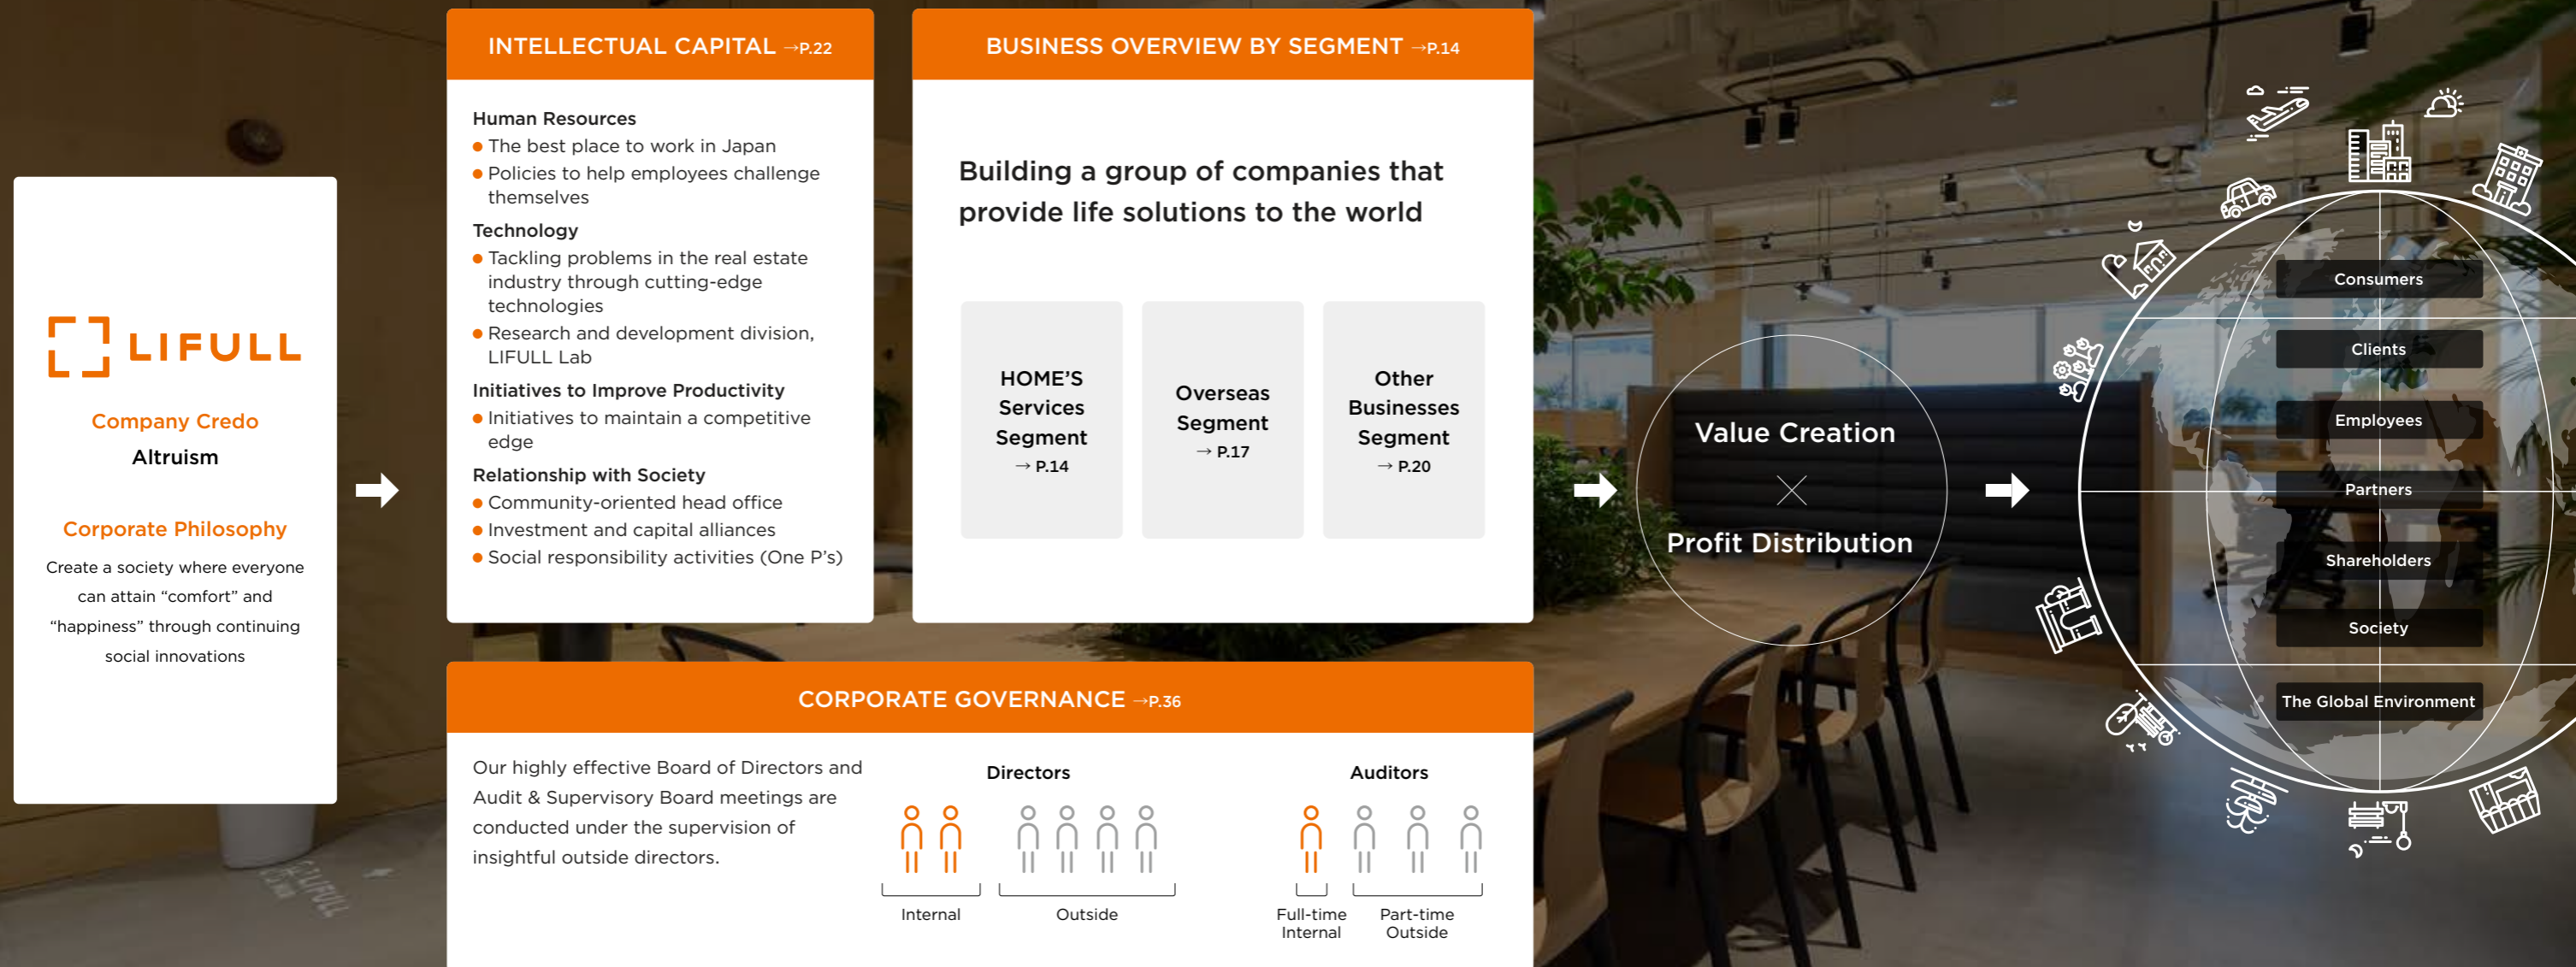 LIFULL
Company Credo
Altruism
Corporate Philosophy
Create a society where everyone
can attain “comfort” and
“happiness” through continuing
social innovations
INTELLECTUAL CAPITAL →P.22
Human Resources
● The best place to work in Japan
● Policies to help employees challenge
themselves
Technology
● Tackling problems in the real estate
industry through cutting-edge
technologies
● Research and development division,
LIFULL Lab
Initiatives to Improve Productivity
● Initiatives to maintain a competitive
edge
Relationship with Society
● Community-oriented head office
● Investment and capital alliances
● Social responsibility activities (One P’s)
BUSINESS OVERVIEW BY SEGMENT →P.14
Building a group of companies that
provide life solutions to the world
HOME’S
Services
Segment
→ P.14
Overseas
Segment
→ P.17
Other
Businesses
Segment
→ P.20
CORPORATE GOVERNANCE →P.36
Our highly effective Board of Directors and
Audit & Supervisory Board meetings are
conducted under the supervision of
insightful outside directors.
Directors
Internal
Outside
Auditors
Full-time
Internal
Part-time
Outside
Value Creation
×
Profit Distribution
Consumers
Clients
Employees
Partners
Shareholders
Society
The Global Environment
LIFULL